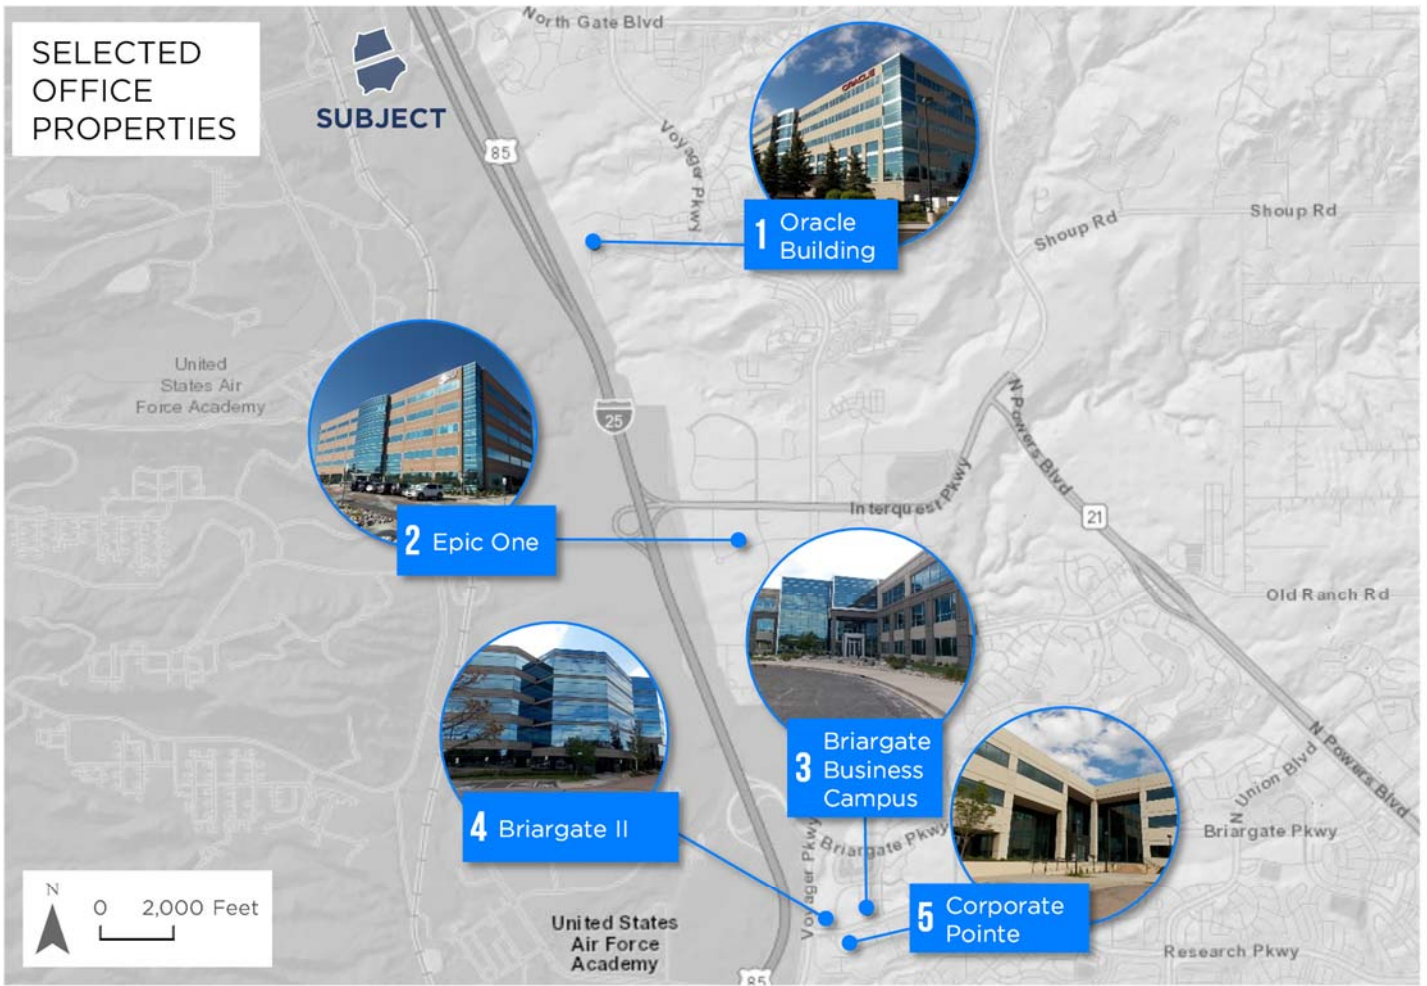 SELECTED
OFFICE
PROPERTIES
SUBJECT
North Gate Blvd
85
Voyager Pkwy
ORACLE
1 Oracle
Building
Shoup Rd
Shoup Rd
United
States Air
Force Academy
25
N Powers Blvd
Interquest Pkwy
21
2 Epic One
Old Ranch Rd
3 Briargate
Business
Campus
N Powers Blvd
N Union Blvd
4 Briargate II
Voyager Pkwy
Briargate Pkwy
Briargate Pkwy
N
0 2,000 Feet
United States
Air Force
Academy
5 Corporate
Pointe
Research Pkwy
85